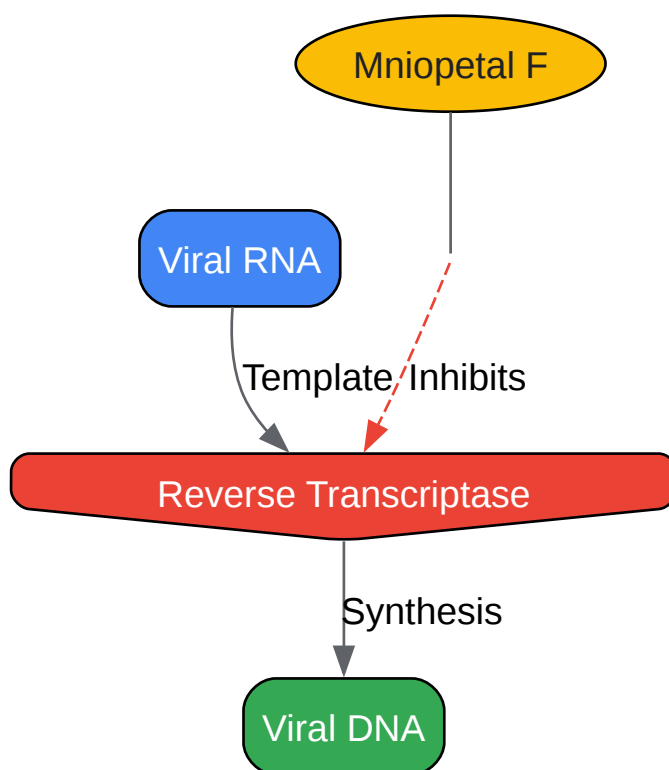 Mniopetal F
Viral RNA
Template
Inhibits
Reverse Transcriptase
Synthesis
Viral DNA